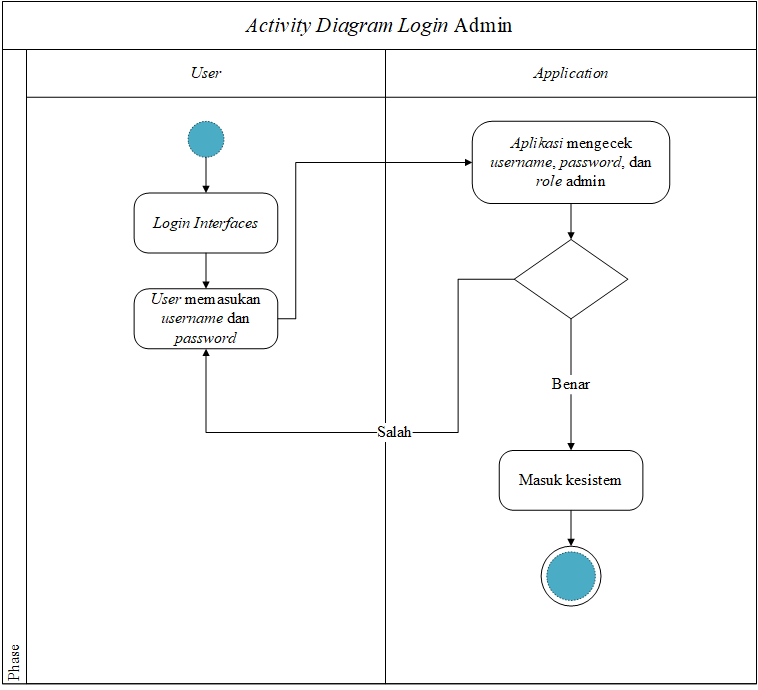 Activity Diagram Login Admin
User
Application
Login Interfaces
User memasukan
username dan
password
Aplikasi mengecek
username, password, dan
role admin
Benar
Salah
Masuk kesistem
Phase